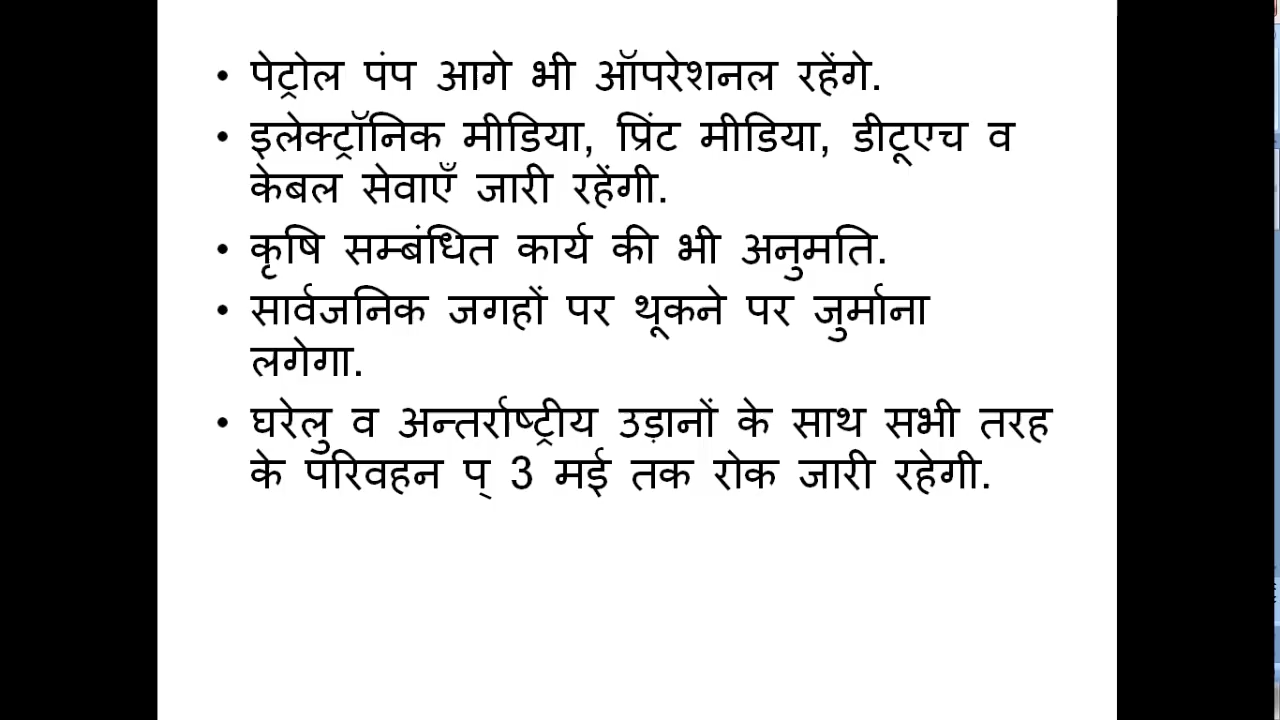 • पेट्रोल पंप आगे भी ऑपरेशनल रहेंगे.
• इलेक्ट्रॉनिक मीडिया, प्रिंट मीडिया, डीटूएच व
केबल सेवाएँ जारी रहेंगी.
• कृषि सम्बंधित कार्य की भी अनुमति.
• सार्वजनिक जगहों पर थूकने पर जुर्माना
लगेगा.
• घरेलु व अन्तर्राष्ट्रीय उड़ानों के साथ सभी तरह
के परिवहन प् 3 मई तक रोक जारी रहेगी.